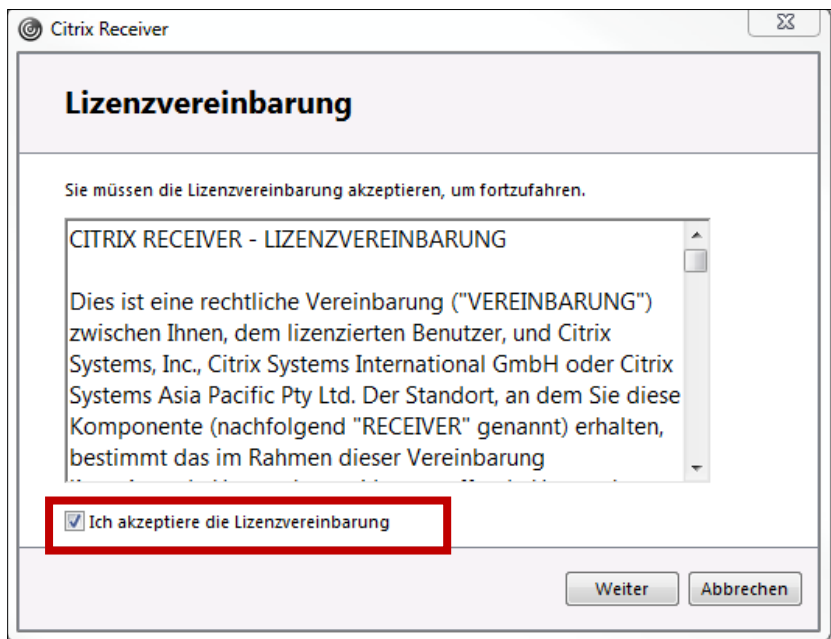 Citrix Receiver
Lizenzvereinbarung
Sie müssen die Lizenzvereinbarung akzeptieren, um fortzufahren.
CITRIX RECEIVER - LIZENZVEREINBARUNG
Dies ist eine rechtliche Vereinbarung ("VEREINBARUNG")
zwischen Ihnen, dem lizenzierten Benutzer, und Citrix
Systems, Inc., Citrix Systems International GmbH oder Citrix
Systems Asia Pacific Pty Ltd. Der Standort, an dem Sie diese
Komponente (nachfolgend "RECEIVER" genannt) erhalten,
bestimmt das im Rahmen dieser Vereinbarung
Ich akzeptiere die Lizenzvereinbarung
Weiter
Abbrechen